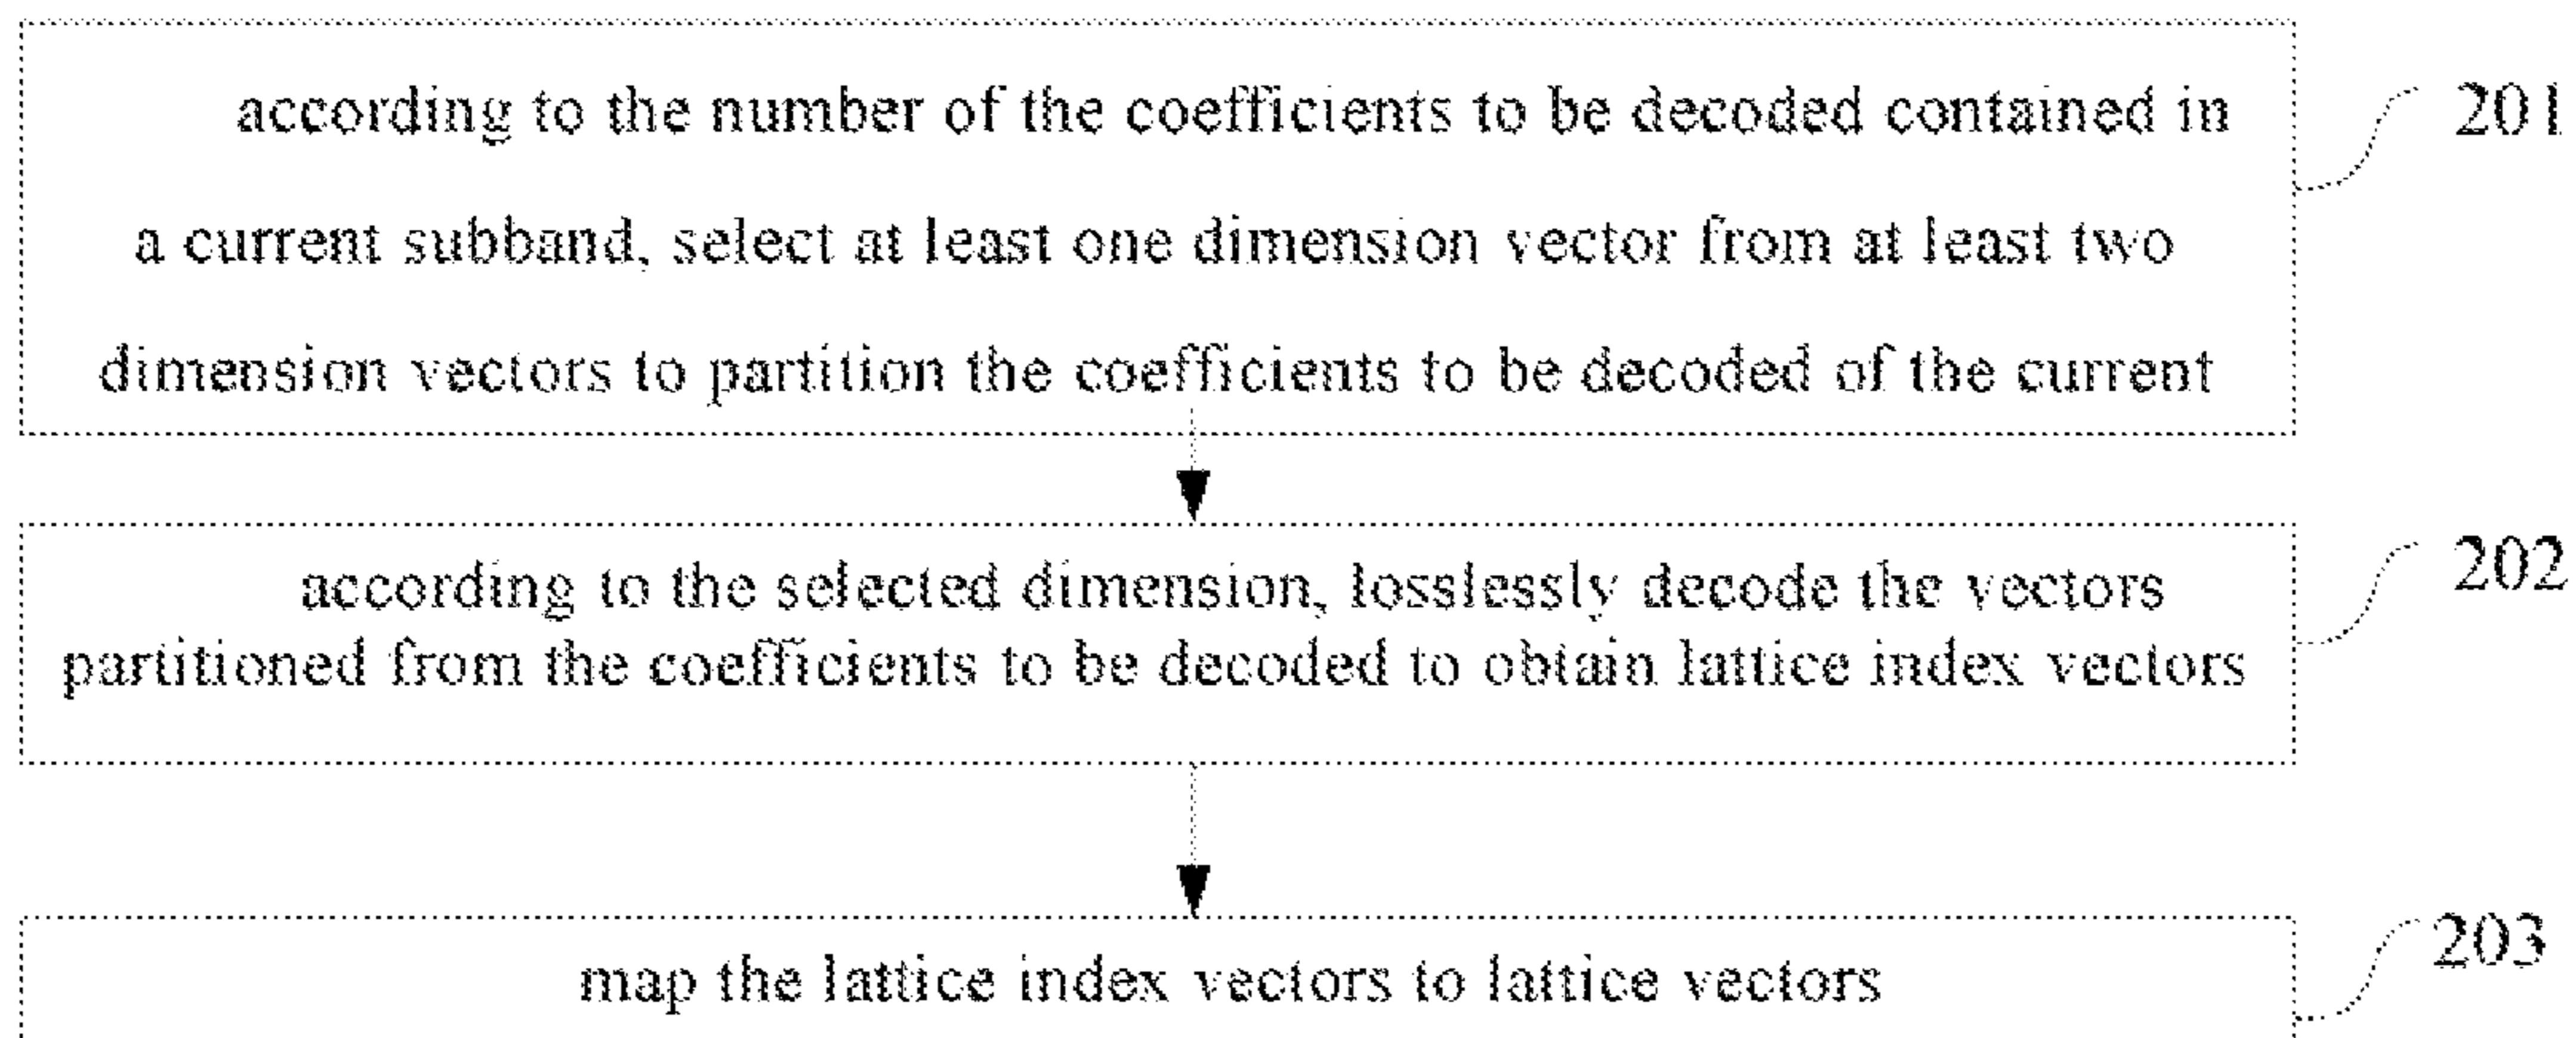 according to the number of the coefficients to be decoded contained in
201
a current subband, select at least one dimension vector from at least two
dimension vectors to partition the coefficients to be decoded of the current
according to the selected dimension, losslessly decode the vectors
202
partitioned from the coefficients to be decoded to obtain lattice index vectors
map the lattice index vectors to lattice vectors
203